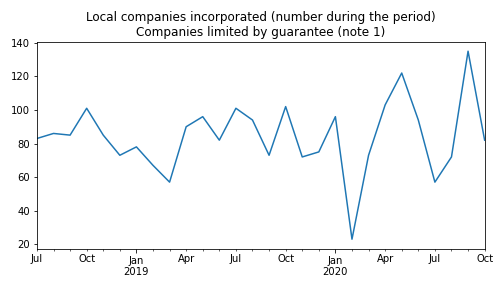 Local companies incorporated (number during the period)
Companies limited by guarantee (note 1)
140
120
100
80
60
40
20
Jul Oct Jan Apr Jul Oct Jan Apr Jul Oct
2019 2020